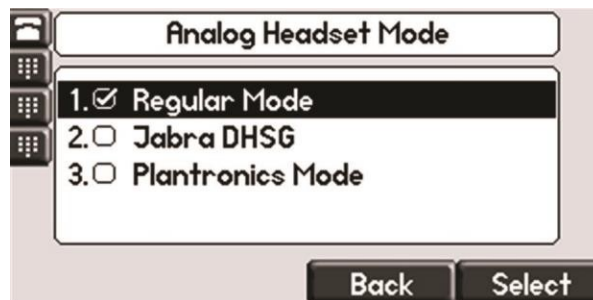 Analog Headset Mode
1. Regular Mode
2. Jabra DHSG
3. Plantronics Mode
Back Select